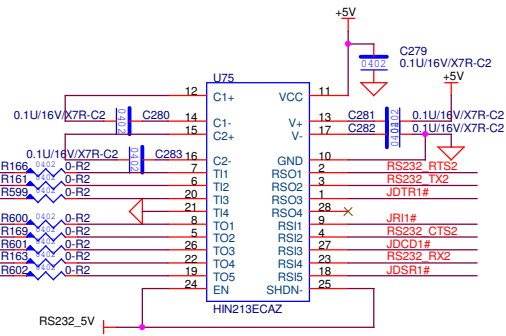 +5V
C279
0402
0.1U/16V/X7R-C2
+5V
U75
12 C1+ VCC 11
0.1U/16V/X7R-C2 0402 C280 14 C1- V+ 13 C281 0402 0.1U/16V/X7R-C2
15 C2+ V- 17 C282 0.1U/16V/X7R-C2
0.1U/16V/X7R-C2 0402 C283 16 C2- GND 10
R166 0402 0-R2 7 TI1 RSO1 2 RS232_RTS2
R161 0-R2 6 TI2 RSO2 3 RS232_TX2
R599 0-R2 20 TI3 RSO3 1 JDTR1#
21 TI4 RSO4 28
R600 0402 0-R2 8 TO1 RSI1 9 JRI1#
R169 0-R2 5 TO2 RSI2 4 RS232_CTS2
R601 0-R2 26 TO3 RSI3 27 JDCD1#
R163 0-R2 22 TO4 RSI4 23 RS232_RX2
R602 0-R2 19 TO5 RSI5 18 JDSR1#
24 EN SHDN- 25
HIN213ECAZ
RS232_5V